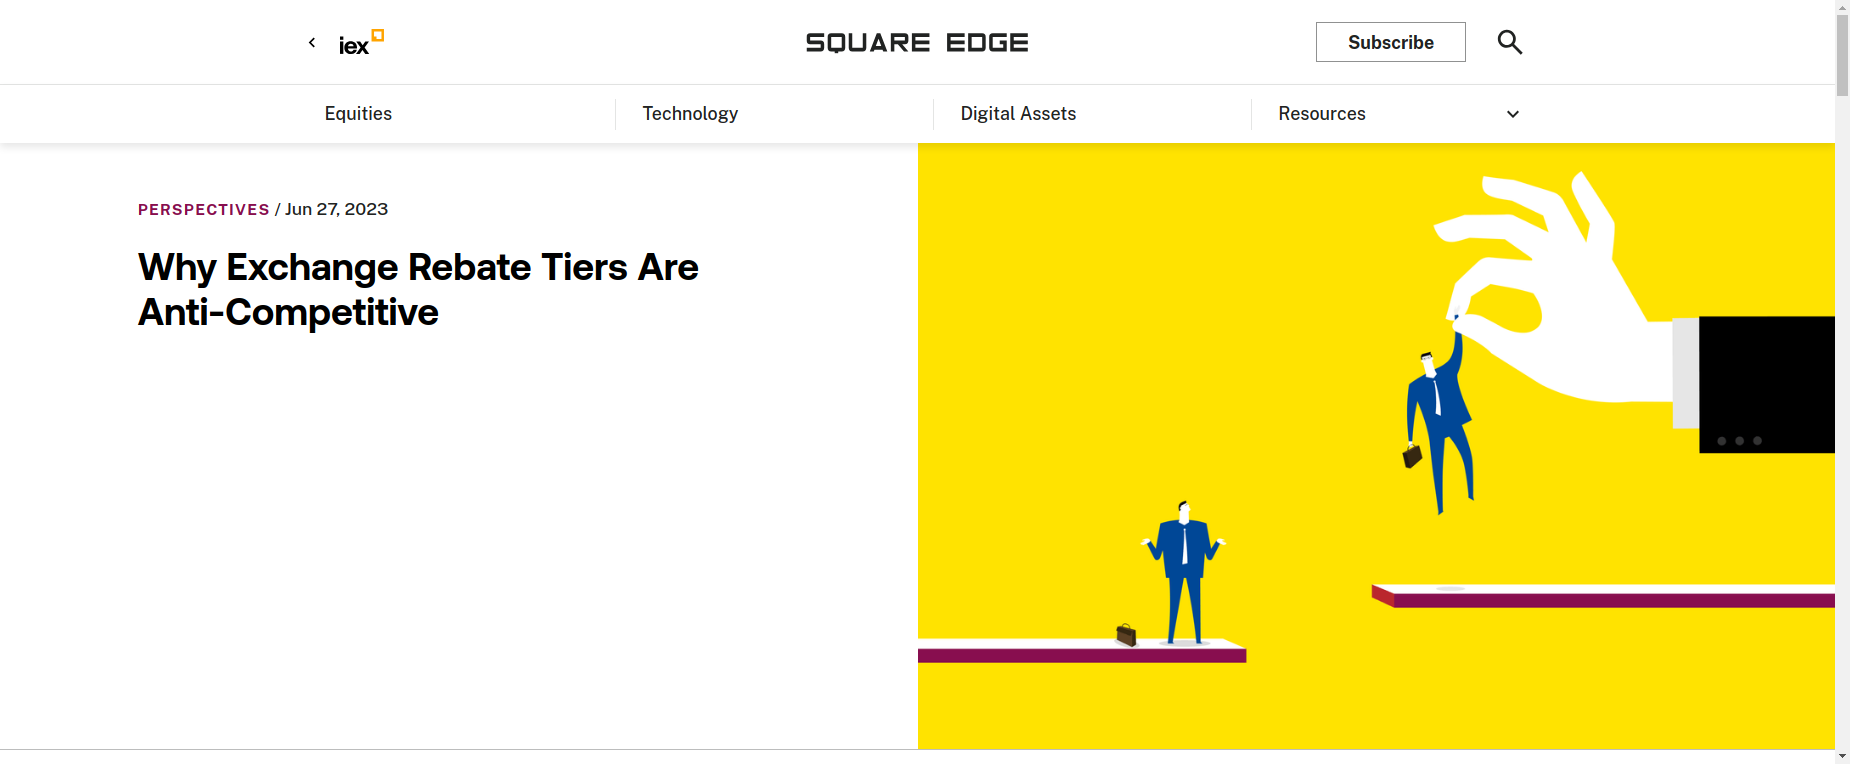 iex
SQUARE EDGE
Subscribe
Equities
Technology
Digital Assets
Resources
PERSPECTIVES / Jun 27, 2023
Why Exchange Rebate Tiers Are
Anti-Competitive